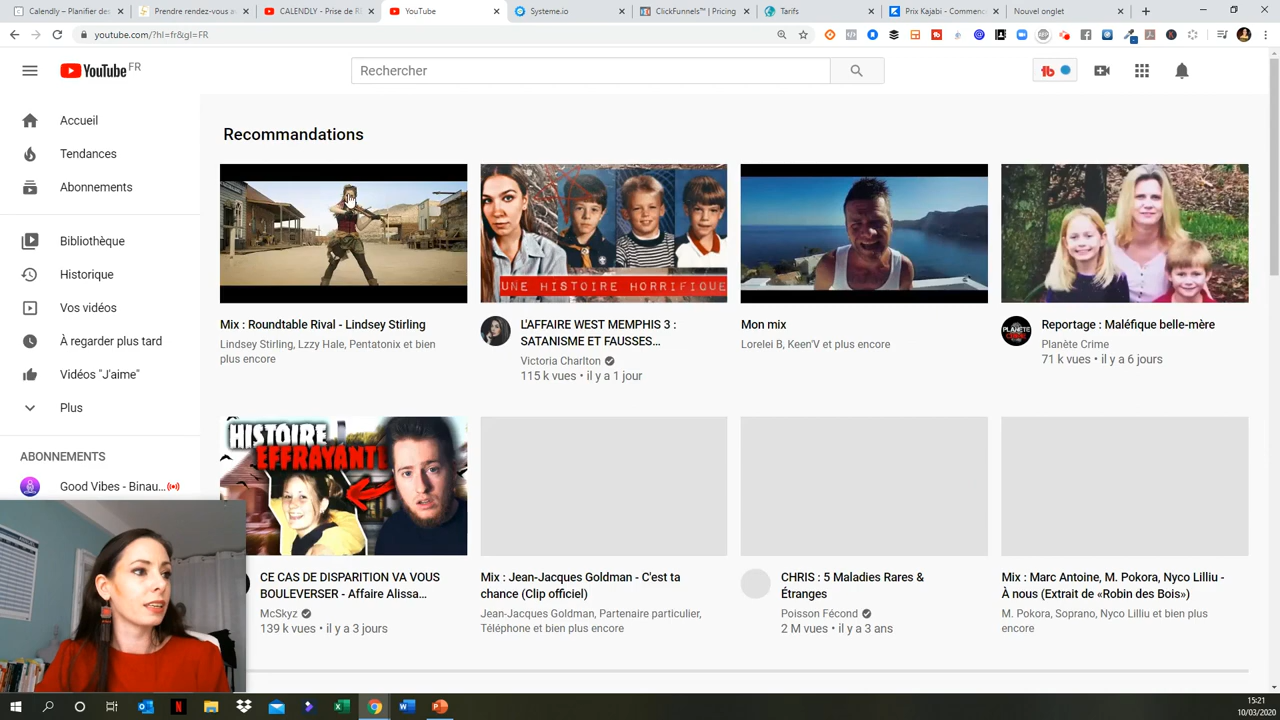 Calendly – Planifier des
Prendre rendez-vous av
CALENDLY - Prise de R
YouTube
Systeme.io
ClickFunnels™ | Pricing
Tarifs
Prix Kajabi - Commenc
Nouvel onglet
youtube.com/?hl=fr&gl=FR
YouTube FR
Rechercher
Accueil
Tendances
Abonnements
Bibliothèque
Historique
Vos vidéos
À regarder plus tard
Vidéos "J'aime"
Plus
ABONNEMENTS
Good Vibes - Binau...
Recommandations
Mix : Roundtable Rival - Lindsey Stirling
Lindsey Stirling, Lzzy Hale, Pentatonix et bien
plus encore
UNE HISTOIRE HORRIFIQUE
L'AFFAIRE WEST MEMPHIS 3 :
SATANISME ET FAUSSES...
Victoria Charlton
115 k vues • il y a 1 jour
Mon mix
Lorelei B, Keen'V et plus encore
PLANÈTE
CRIME
Reportage : Maléfique belle-mère
Planète Crime
71 k vues • il y a 6 jours
HISTOIRE
EFFRAYANTE
CE CAS DE DISPARITION VA VOUS
BOULEVERSER - Affaire Alissa...
McSkyz
139 k vues • il y a 3 jours
Mix : Jean-Jacques Goldman - C'est ta
chance (Clip officiel)
Jean-Jacques Goldman, Partenaire particulier,
Téléphone et bien plus encore
CHRIS : 5 Maladies Rares &
Étranges
Poisson Fécond
2 M vues • il y a 3 ans
Mix : Marc Antoine, M. Pokora, Nyco Lilliu -
À nous (Extrait de «Robin des Bois»)
M. Pokora, Soprano, Nyco Lilliu et bien plus
encore
15:21
10/03/2020